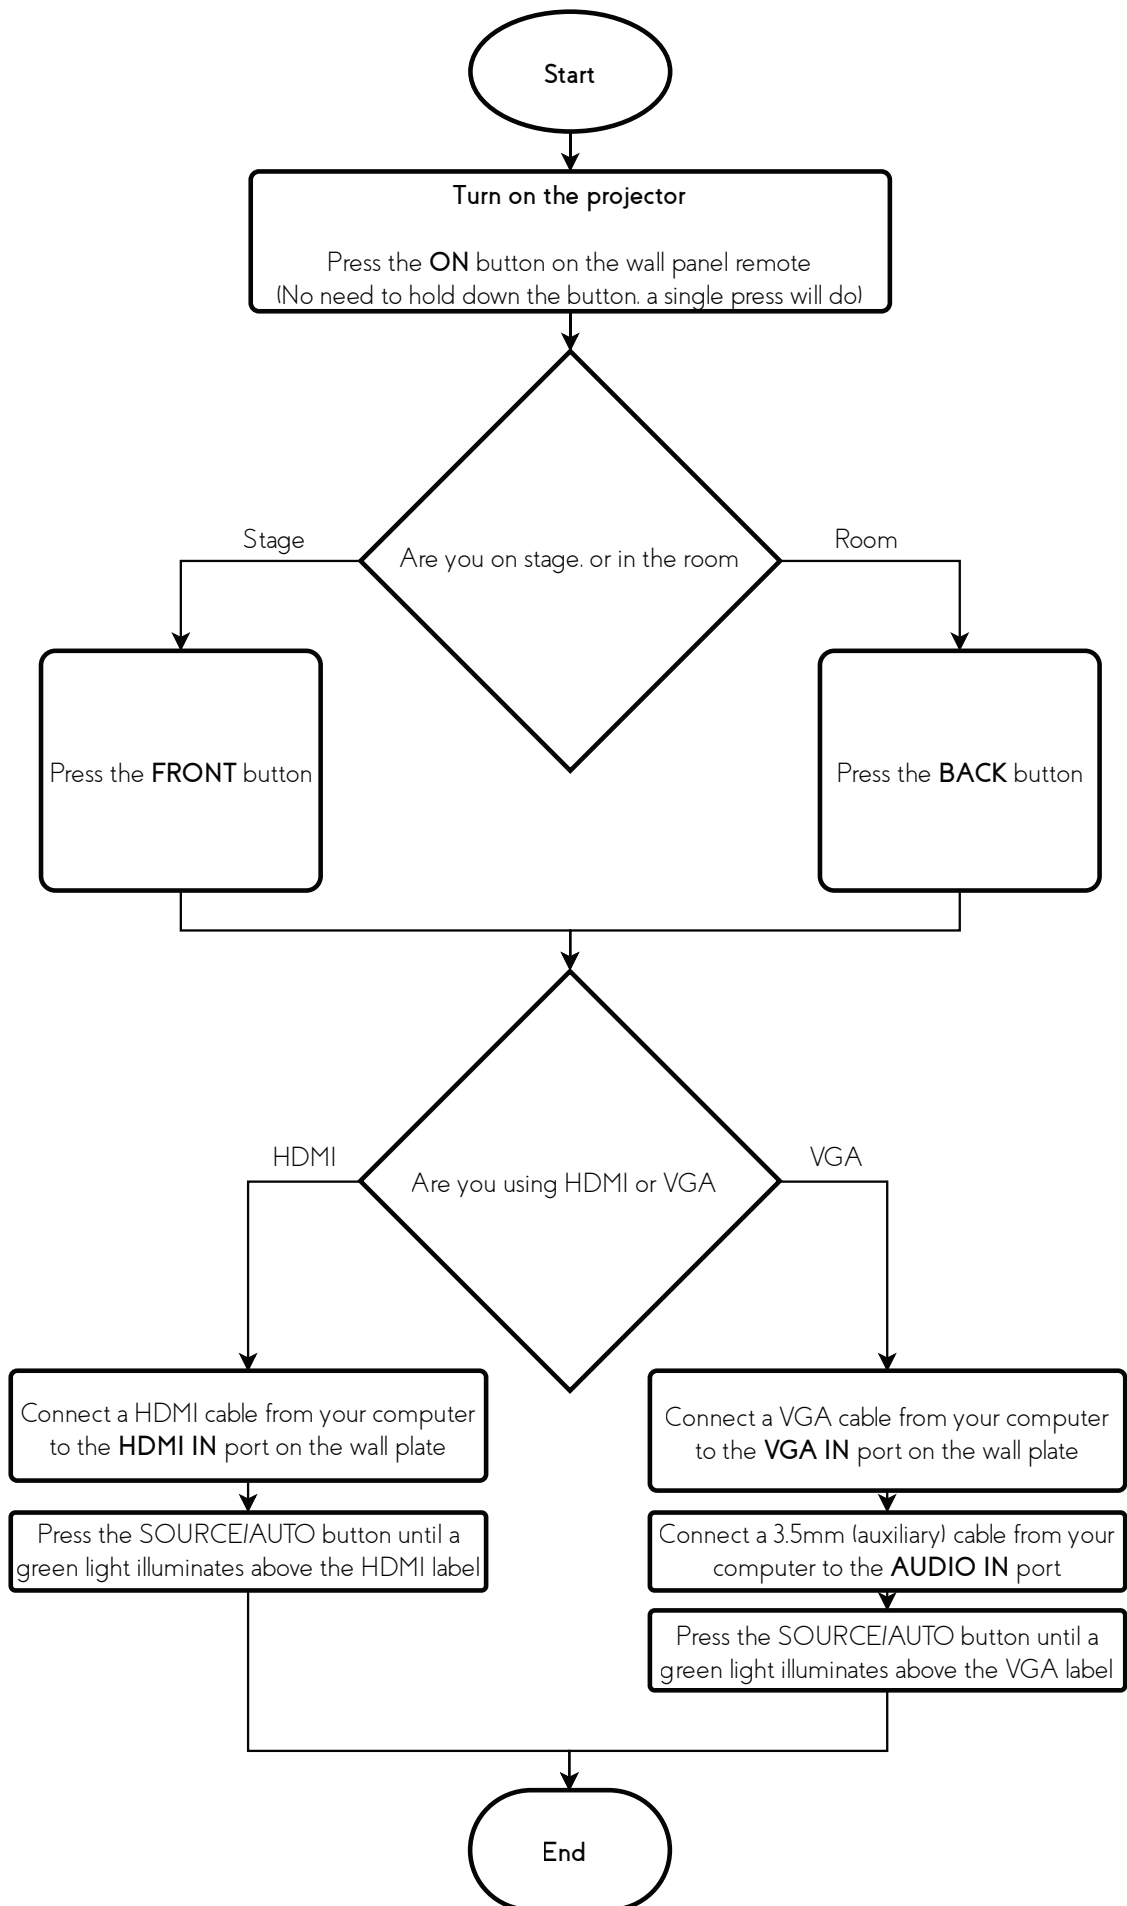 Start
Turn on the projector
Press the ON button on the wall panel remote
(No need to hold down the button. a single press will do)
Are you on stage. or in the room
Stage
Room
Press the FRONT button
Press the BACK button
Are you using HDMI or VGA
HDMI
VGA
Connect a HDMI cable from your computer
to the HDMI IN port on the wall plate
Press the SOURCE/AUTO button until a
green light illuminates above the HDMI label
Connect a VGA cable from your computer
to the VGA IN port on the wall plate
Connect a 3.5mm (auxiliary) cable from your
computer to the AUDIO IN port
Press the SOURCE/AUTO button until a
green light illuminates above the VGA label
End